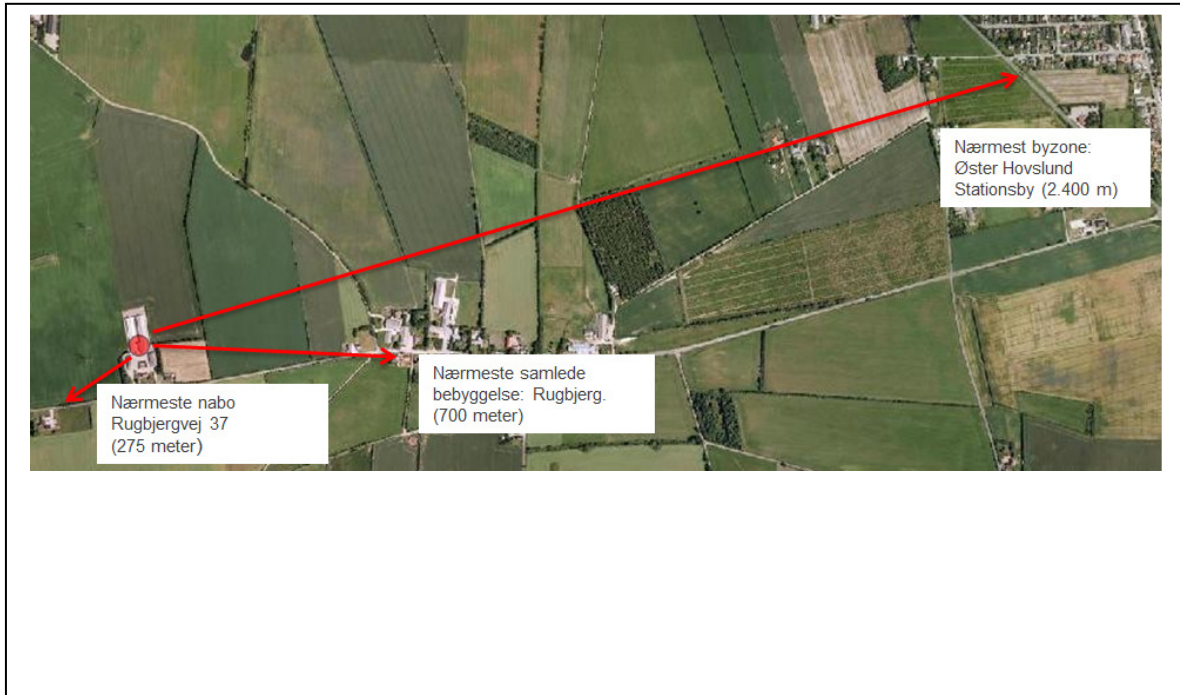 Nærmest byzone:
Øster Hovslund
Stationsby (2.400 m)
Nærmeste samlede
bebyggelse: Rugbjerg.
(700 meter)
Nærmeste nabo
Rugbjergvej 37
(275 meter)